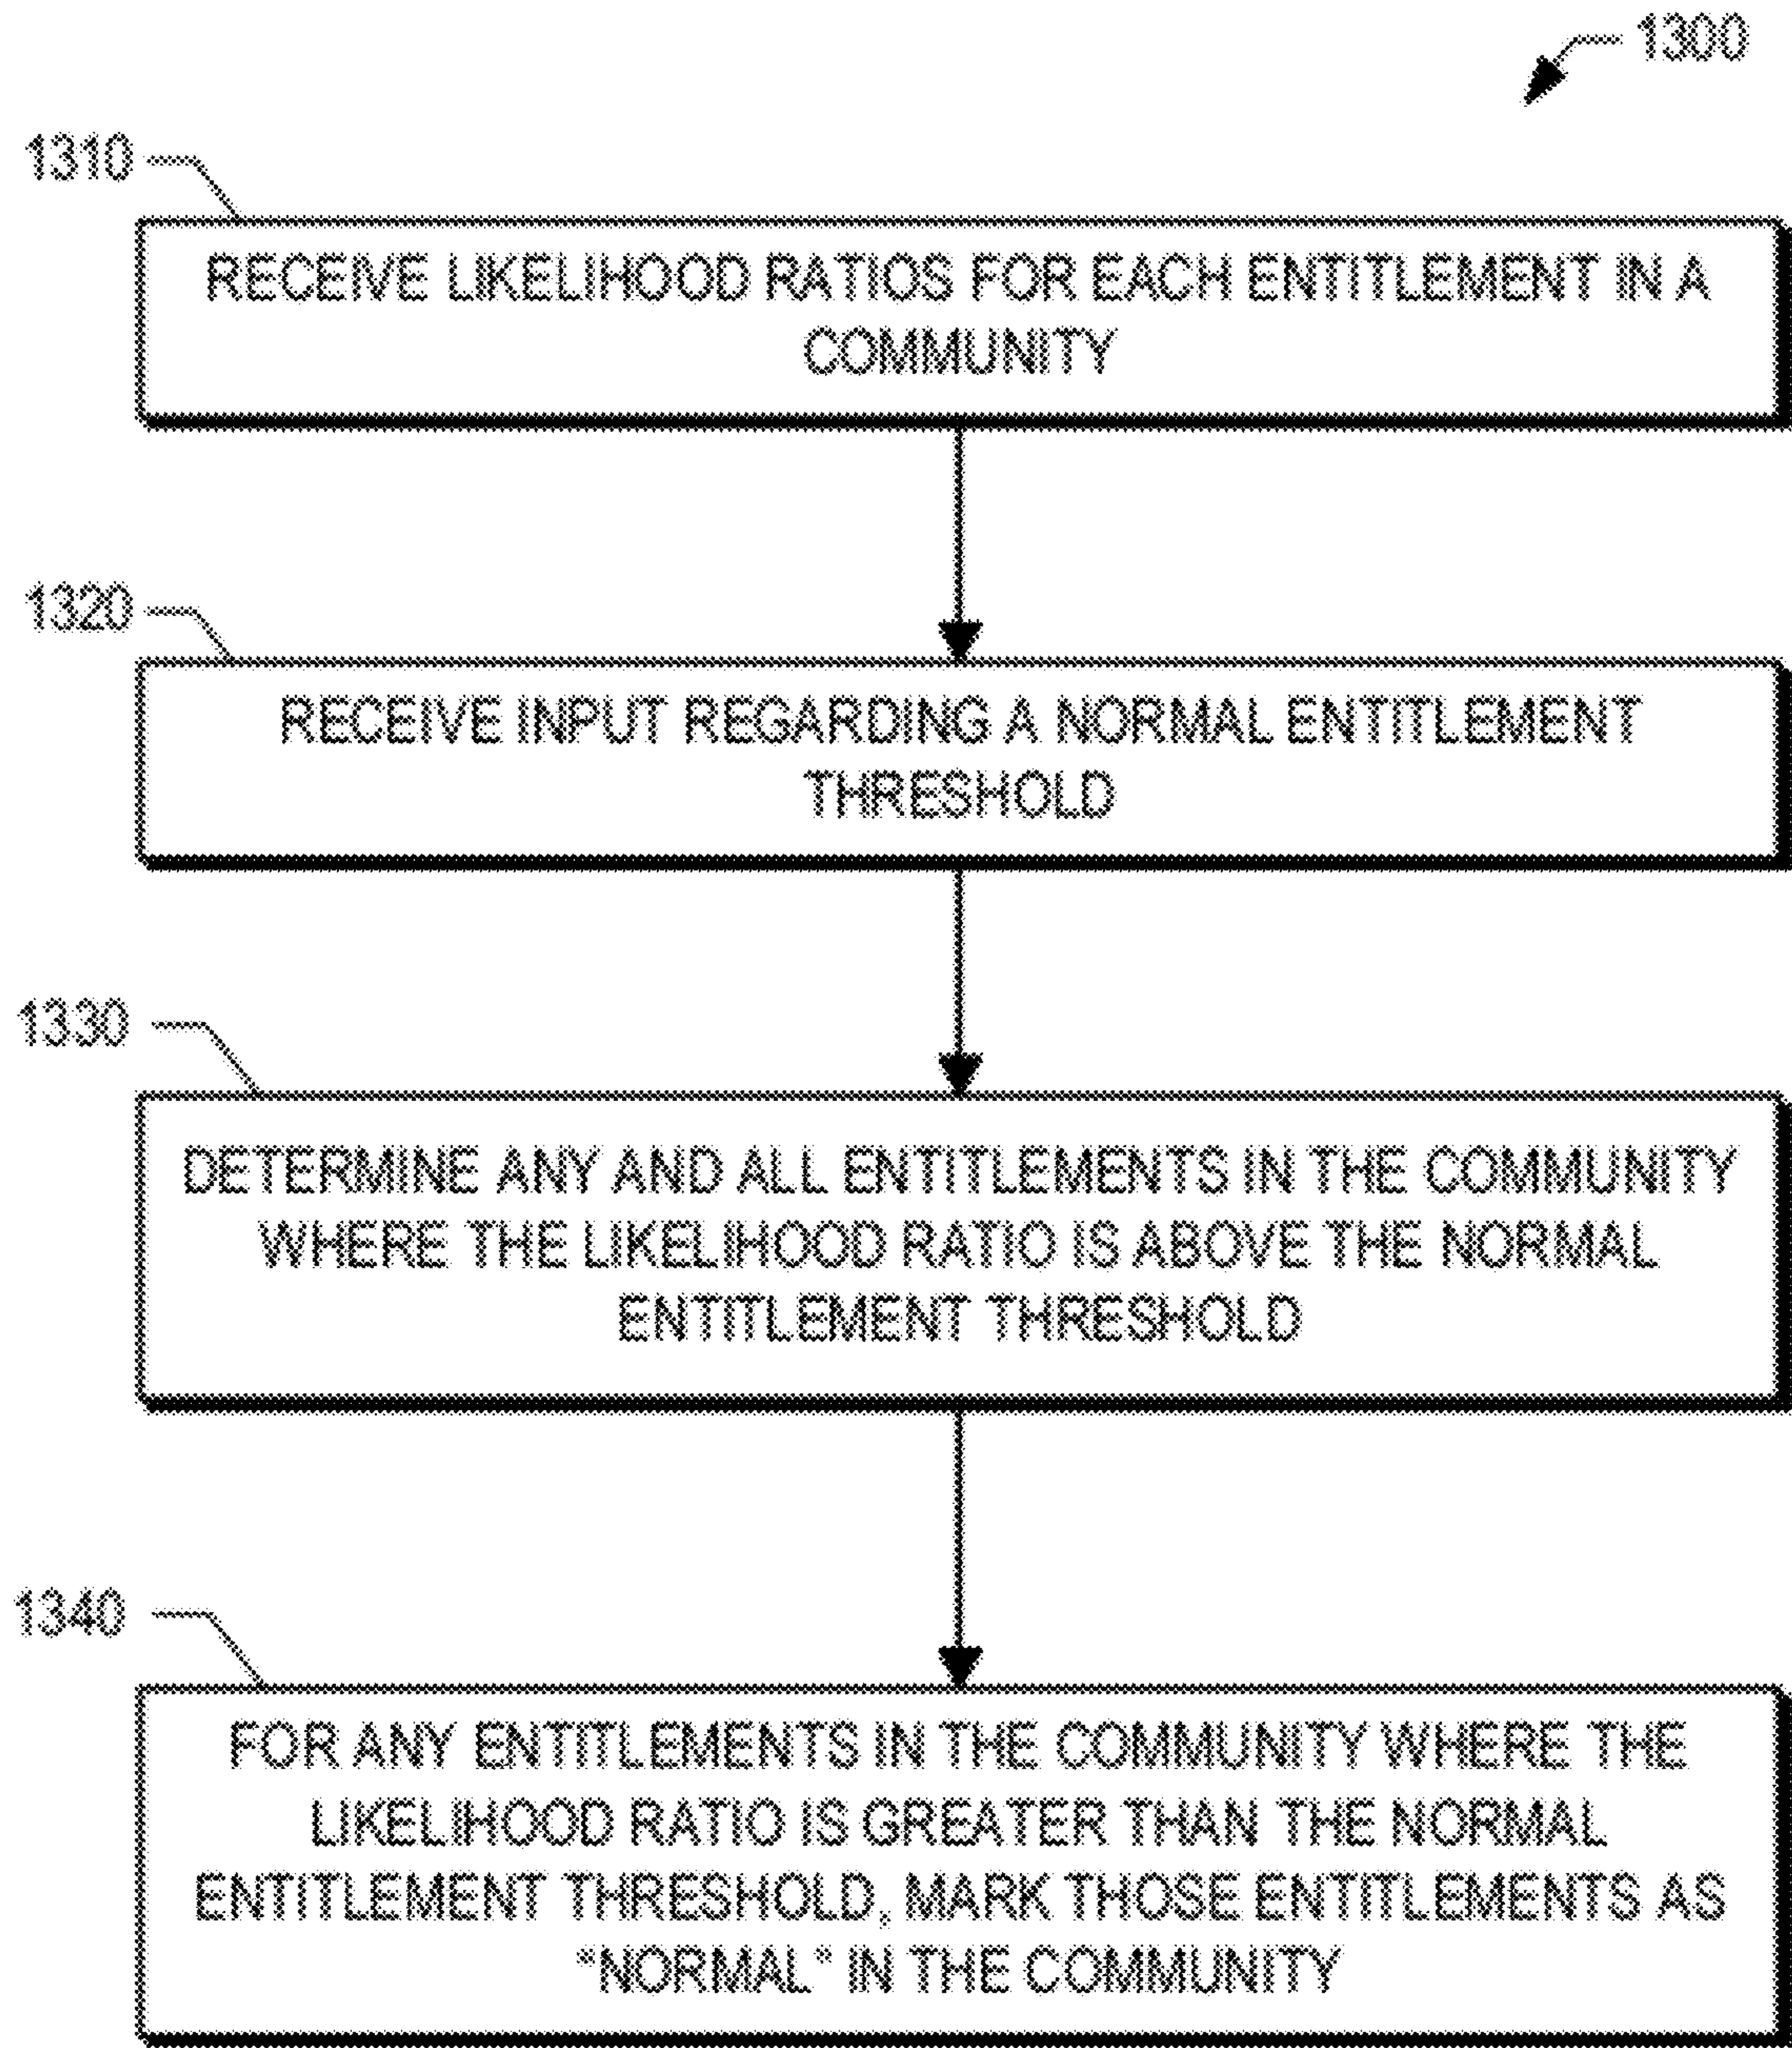 1300
1310
RECEIVE LIKELIHOOD RATIOS FOR EACH ENTITLEMENT IN A
COMMUNITY
1320
RECEIVE INPUT REGARDING A NORMAL ENTITLEMENT
THRESHOLD
1330
DETERMINE ANY AND ALL ENTITLEMENTS IN THE COMMUNITY
WHERE THE LIKELIHOOD RATIO IS ABOVE THE NORMAL
ENTITLEMENT THRESHOLD
1340
FOR ANY ENTITLEMENTS IN THE COMMUNITY WHERE THE
LIKELIHOOD RATIO IS GREATER THAN THE NORMAL
ENTITLEMENT THRESHOLD, MARK THOSE ENTITLEMENTS AS
"NORMAL" IN THE COMMUNITY